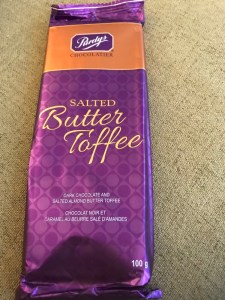 Purdys
CHOCOLATIER
SALTED
Butter
Toffee
DARK CHOCOLATE AND
SALTED ALMOND BUTTER TOFFEE
CHOCOLAT NOIR ET
CARAMEL AU BEURRE SALÉ D'AMANDES
100 g